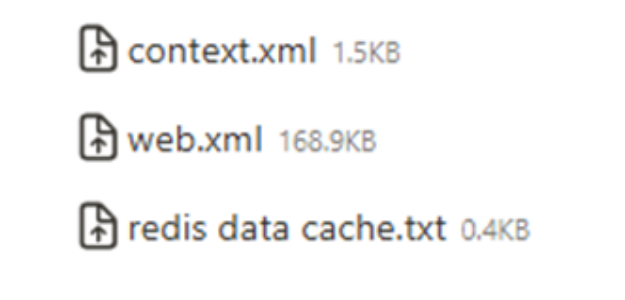 context.xml 1.5KB
web.xml 168.9KB
redis data cache.txt 0.4KB